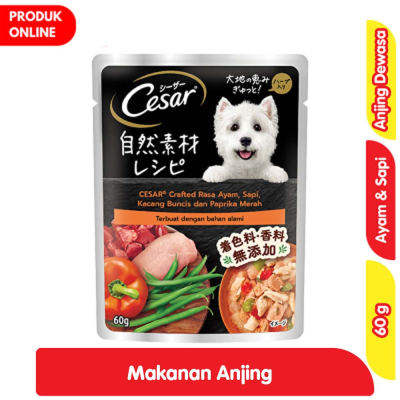 PRODUK
ONLINE
シーザー
Cesar
大地の恵み
ぎゅっと!
ハーブ
入り
自然素材
レシピ
CESAR® Crafted Rasa Ayam, Sapi,
Kacang Buncis dan Paprika Merah
Terbuat dengan bahan alami
着色料・香料
無添加
60g
イメージ
Anjing Dewasa
Ayam & Sapi
60 g
Makanan Anjing